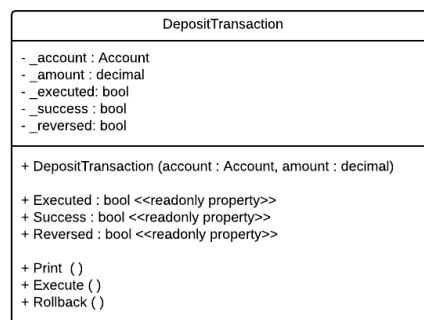 DepositTransaction
- _account : Account
- _amount : decimal
- _executed: bool
- _success : bool
- _reversed: bool
+ DepositTransaction (account : Account, amount : decimal)
+ Executed : bool <<readonly property>>
+ Success : bool <<readonly property>>
+ Reversed : bool <<readonly property>>
+ Print ( )
+ Execute ( )
+ Rollback ( )